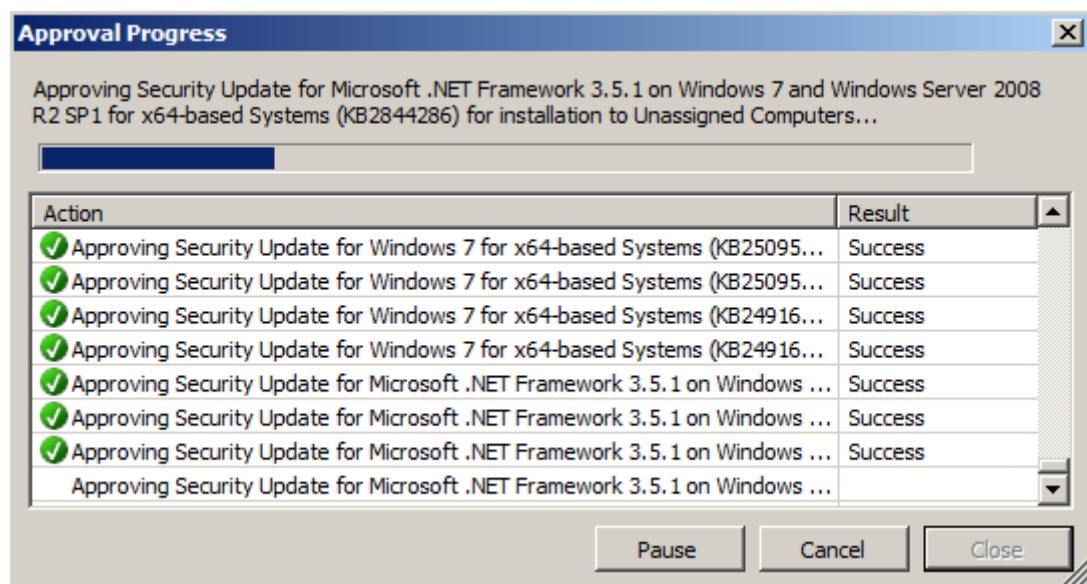 Approval Progress
Approving Security Update for Microsoft .NET Framework 3.5.1 on Windows 7 and Windows Server 2008
R2 SP1 for x64-based Systems (KB2844286) for installation to Unassigned Computers...
Action Result
Approving Security Update for Windows 7 for x64-based Systems (KB25095... Success
Approving Security Update for Windows 7 for x64-based Systems (KB25095... Success
Approving Security Update for Windows 7 for x64-based Systems (KB24916... Success
Approving Security Update for Windows 7 for x64-based Systems (KB24916... Success
Approving Security Update for Microsoft .NET Framework 3.5.1 on Windows ... Success
Approving Security Update for Microsoft .NET Framework 3.5.1 on Windows ... Success
Approving Security Update for Microsoft .NET Framework 3.5.1 on Windows ... Success
Approving Security Update for Microsoft .NET Framework 3.5.1 on Windows ...
Pause Cancel Close